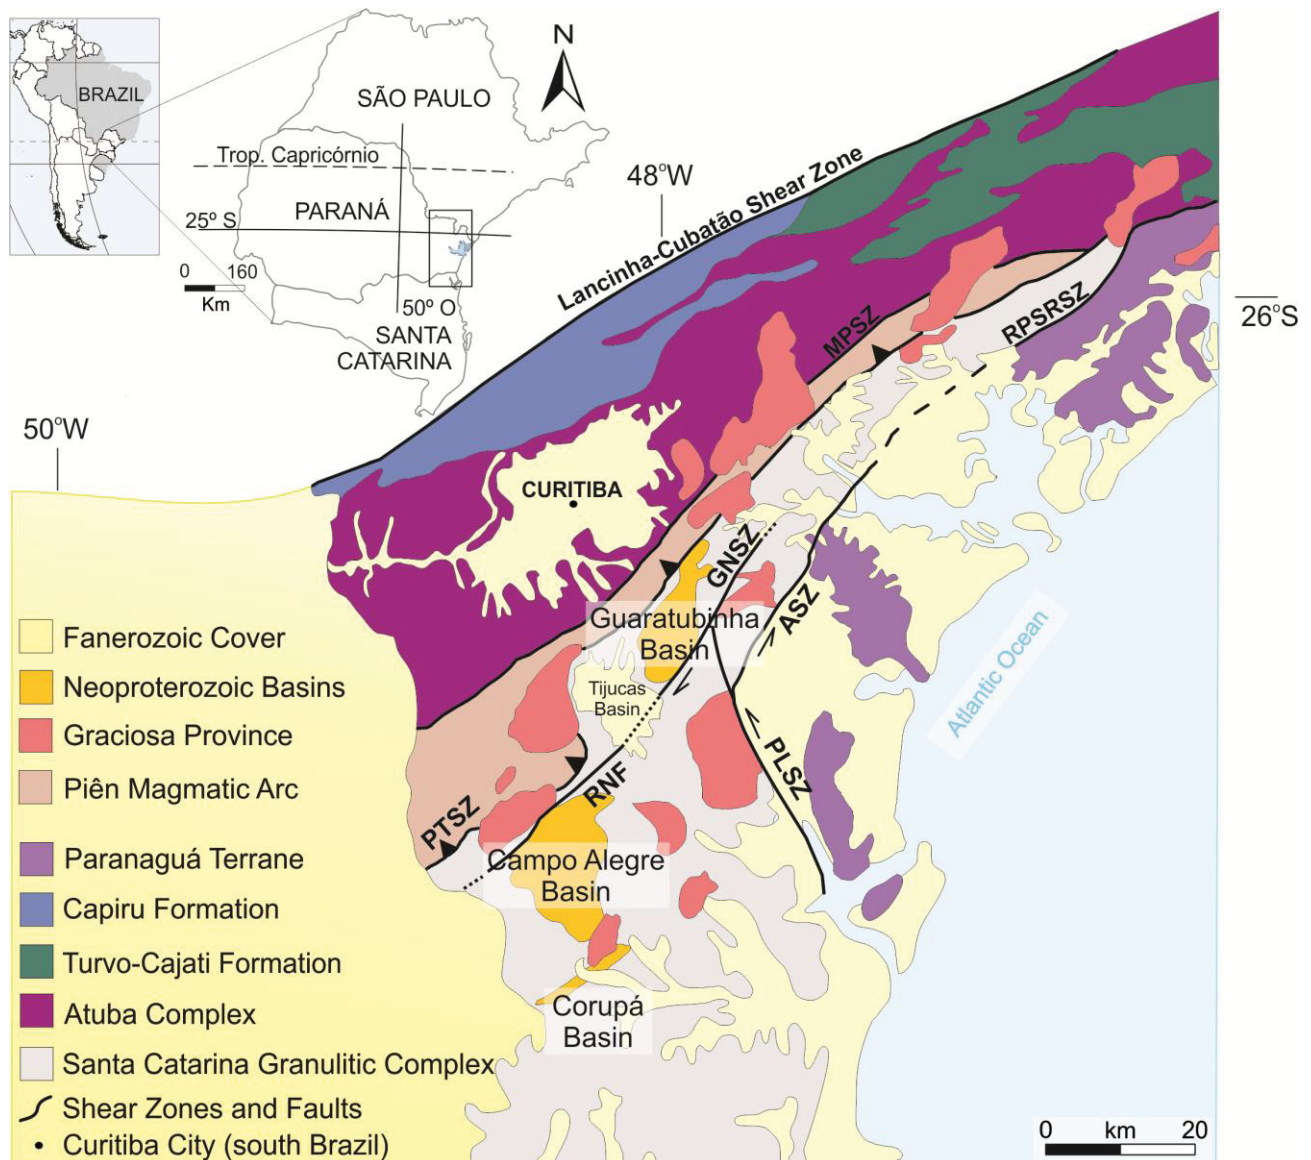 BRAZIL
N
SÃO PAULO
Trop. Capricórnio
PARANÁ
25º S
0 160
Km
50º O
SANTA
CATARINA
48°W
Lancinha-Cubatão Shear Zone
26°S
50°W
MPSZ
RPSRSZ
CURITIBA
GNSZ
Guaratubinha
Basin
ASZ
Tijucas
Basin
Atlantic Ocean
PLSZ
RNF
PTSZ
Campo Alegre
Basin
Corupá
Basin
Fanerozoic Cover
Neoproterozoic Basins
Graciosa Province
Piên Magmatic Arc
Paranaguá Terrane
Capiru Formation
Turvo-Cajati Formation
Atuba Complex
Santa Catarina Granulitic Complex
Shear Zones and Faults
Curitiba City (south Brazil)
0 km 20